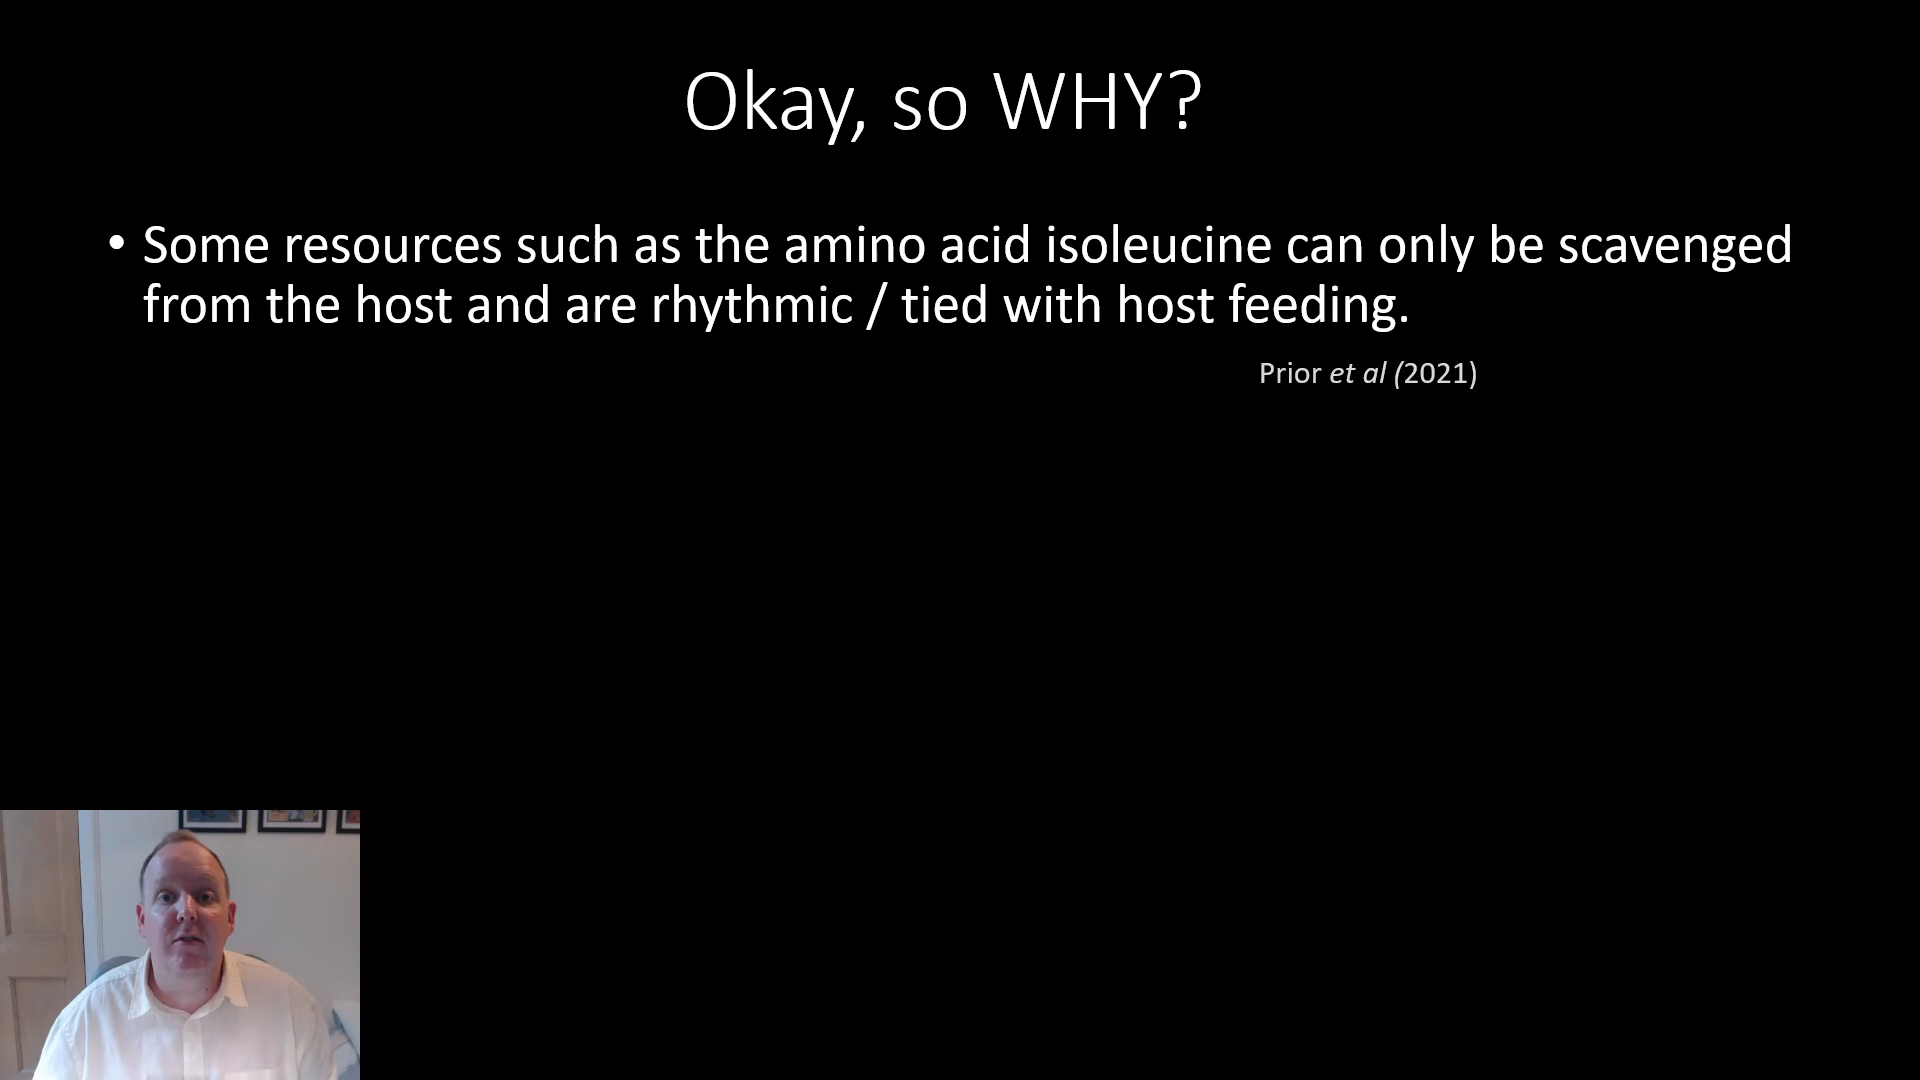 Okay, so WHY?
• Some resources such as the amino acid isoleucine can only be scavenged
from the host and are rhythmic / tied with host feeding.
Prior et al (2021)